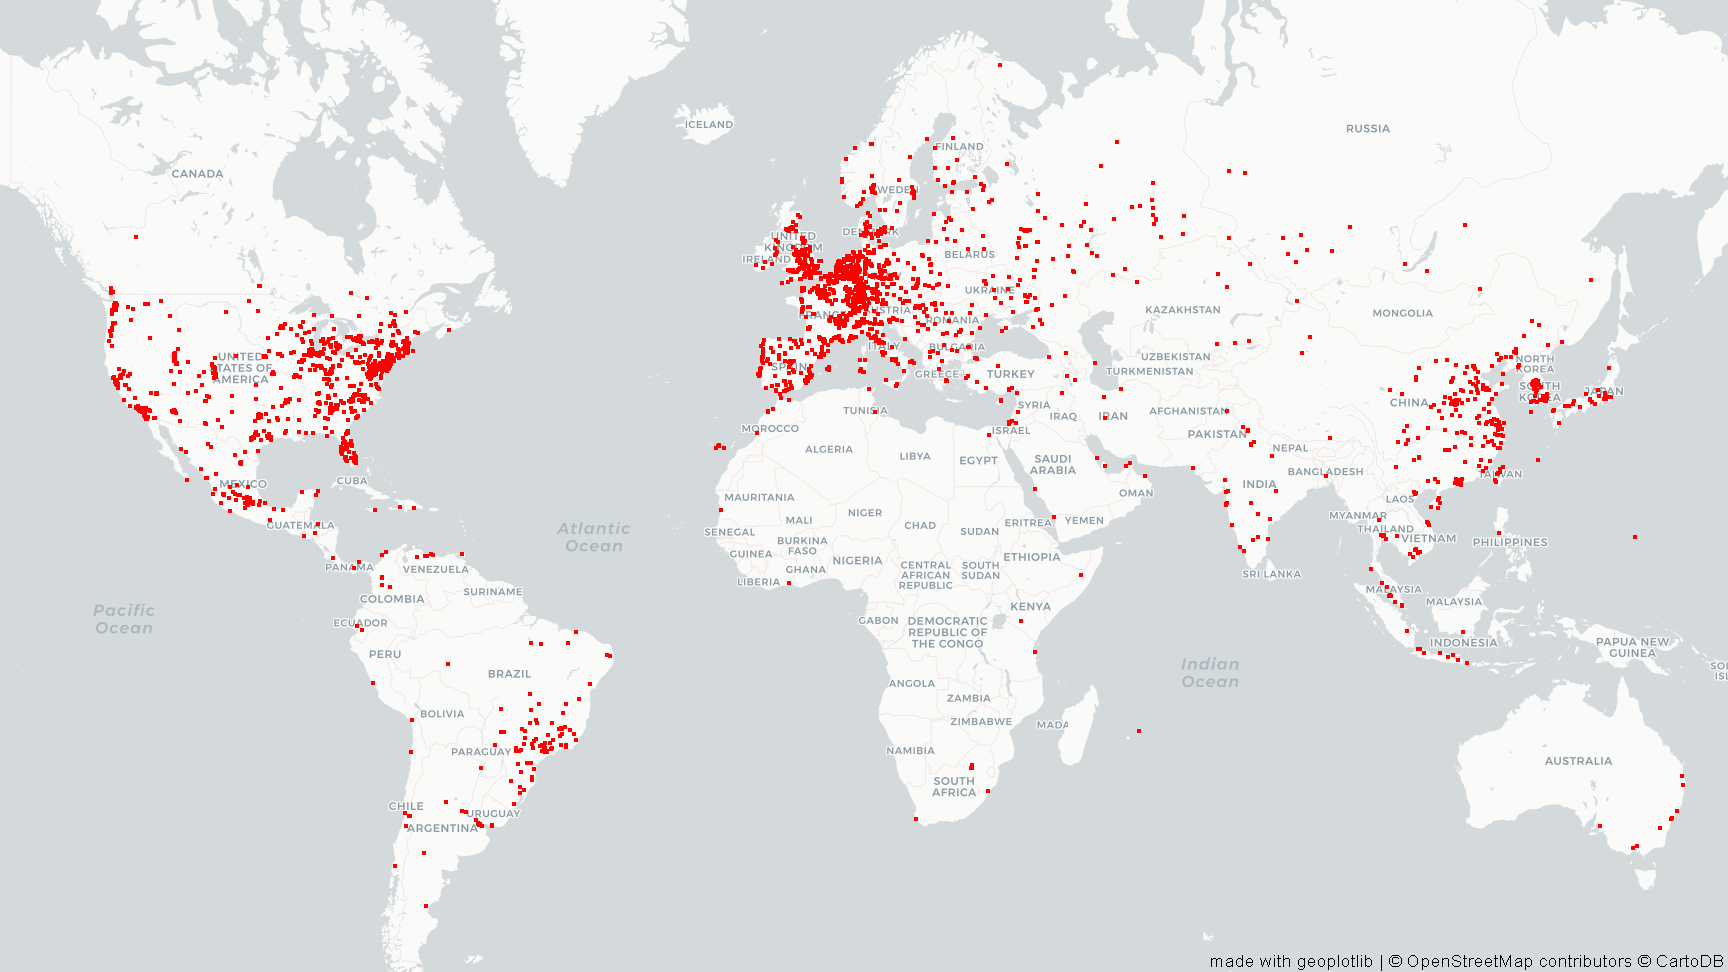 ICELAND
RUSSIA
FINLAND
CANADA
SWEDEN
UNITED
KINGDOM
DENMARK
IRELAND
BELARUS
UKRAINE
AUSTRIA
FRANCE
ROMANIA
KAZAKHSTAN
MONGOLIA
ITALY
BULGARIA
UZBEKISTAN
UNITED
STATES OF
AMERICA
SPAIN
GREECE
TURKEY
TURKMENISTAN
NORTH
KOREA
SOUTH
KOREA
JAPAN
CHINA
TUNISIA
SYRIA
IRAQ
IRAN
AFGHANISTAN
MOROCCO
ISRAEL
PAKISTAN
ALGERIA
LIBYA
EGYPT
SAUDI
ARABIA
NEPAL
BANGLADESH
TAIWAN
CUBA
MEXICO
INDIA
OMAN
MAURITANIA
LAOS
NIGER
MALI
CHAD
SUDAN
ERITREA
YEMEN
MYANMAR
GUATEMALA
Atlantic
Ocean
SENEGAL
THAILAND
VIETNAM
PHILIPPINES
BURKINA
FASO
GUINEA
NIGERIA
ETHIOPIA
GHANA
CENTRAL
AFRICAN
REPUBLIC
SOUTH
SUDAN
PANAMA
VENEZUELA
LIBERIA
SRI LANKA
SURINAME
COLOMBIA
MALAYSIA
MALAYSIA
Pacific
Ocean
KENYA
ECUADOR
GABON
DEMOCRATIC
REPUBLIC OF
THE CONGO
INDONESIA
PAPUA NEW
GUINEA
PERU
Indian
Ocean
SOL
ISL
BRAZIL
ANGOLA
ZAMBIA
BOLIVIA
ZIMBABWE
MADA
PARAGUAY
NAMIBIA
AUSTRALIA
SOUTH
AFRICA
CHILE
URUGUAY
ARGENTINA
made with geoplotlib | © OpenStreetMap contributors © CartoDB